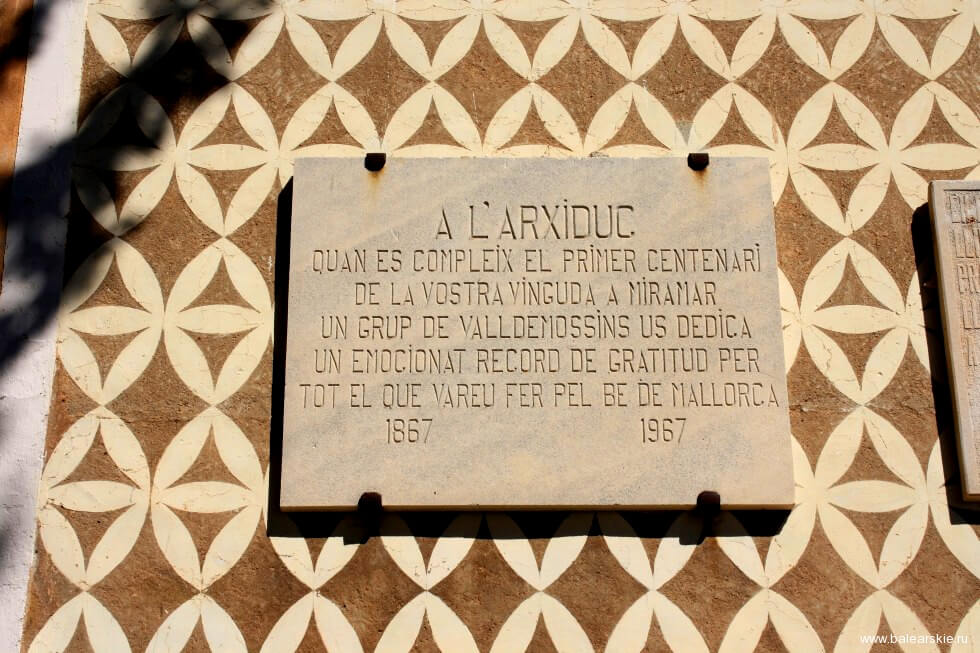 A L'ARXIDUC
QUAN ES COMPLEIX EL PRIMER CENTENARI
DE LA VOSTRA VINGUDA A MIRAMAR
UN GRUP DE VALLDEMOSSINS US DEDICA
UN EMOCIONAT RECORD DE GRATITUD PER
TOT EL QUE VAREU FER PEL BE DE MALLORCA
1867 1967
www.balearskie.ru